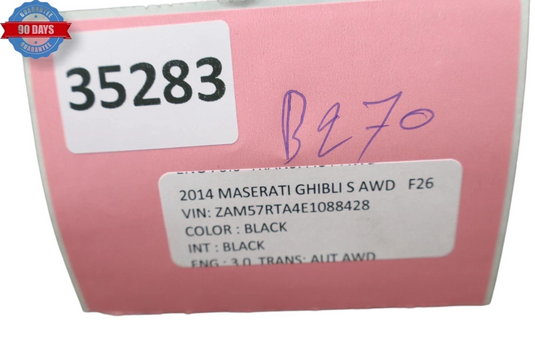 90 DAYS
GUARANTEE
35283
B270
2014 MASERATI GHIBLI S AWD F26
VIN: ZAM57RTA4E1088428
COLOR : BLACK
INT : BLACK
ENG : 3.0 TRANS: AUT AWD